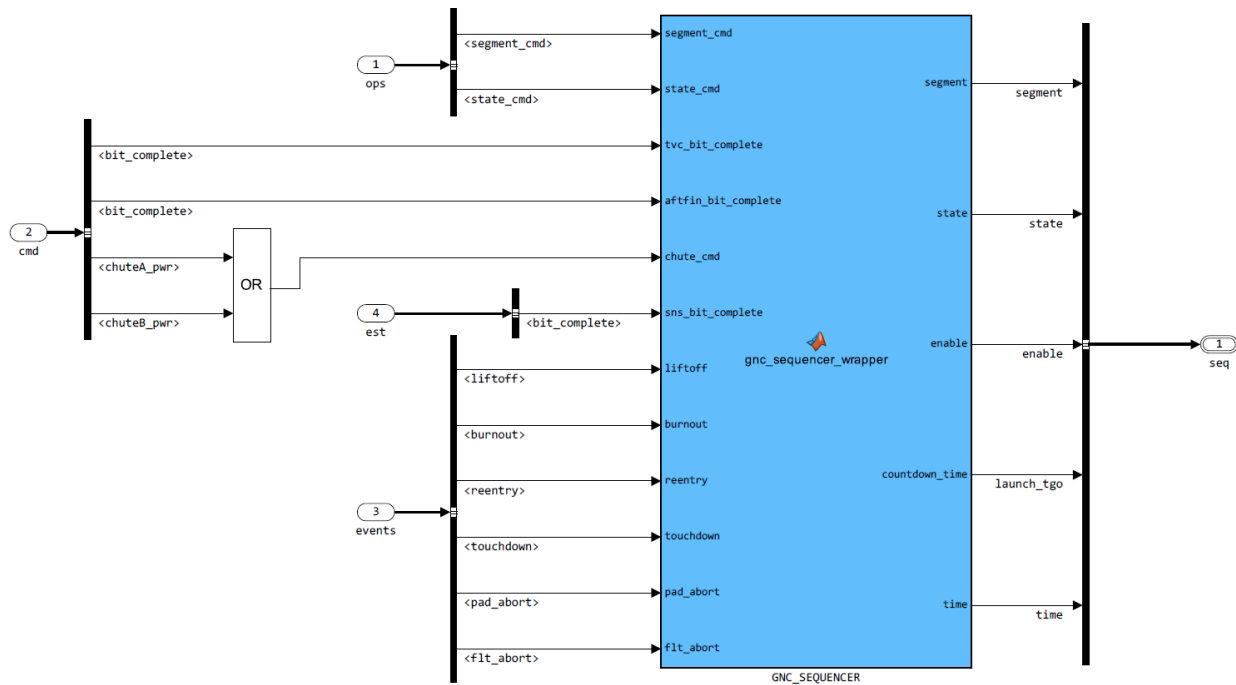 1
ops
<segment_cmd>
<state_cmd>
2
cmd
<bit_complete>
<bit_complete>
<chuteA_pwr>
<chuteB_pwr>
OR
4
est
<bit_complete>
3
events
<liftoff>
<burnout>
<reentry>
<touchdown>
<pad_abort>
<flt_abort>
segment_cmd
state_cmd
tvc_bit_complete
aftfin_bit_complete
chute_cmd
sns_bit_complete
liftoff
burnout
reentry
touchdown
pad_abort
flt_abort
gnc_sequencer_wrapper
segment
state
enable
countdown_time
time
GNC_SEQUENCER
segment
state
enable
launch_tgo
time
1
seq